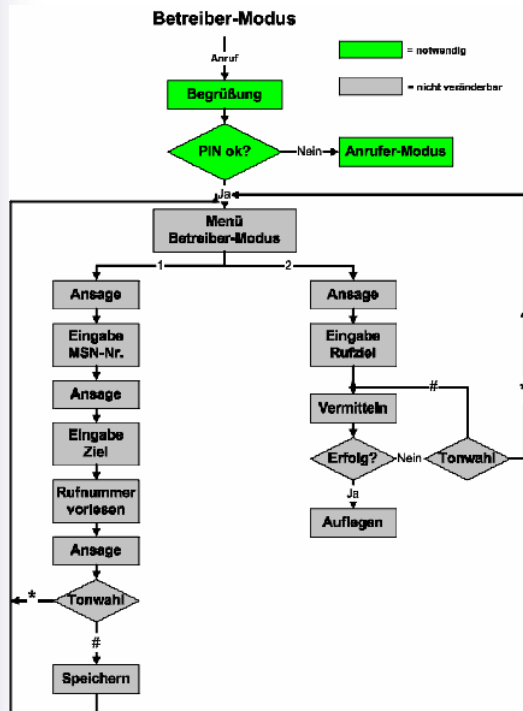 Betreiber-Modus
Anruf
= notwendig
= nicht veränderbar
Begrüßung
PIN ok?
Nein
Anrufer-Modus
Ja
Menü
Betreiber-Modus
1
2
Ansage
Eingabe
MSN-Nr.
Ansage
Eingabe
Ziel
Rufnummer
vorlesen
Ansage
Tonwahl
*
#
Speichern
Ansage
Eingabe
Rufziel
#
Vermitteln
Erfolg?
Nein
Tonwahl
*
Ja
Auflegen